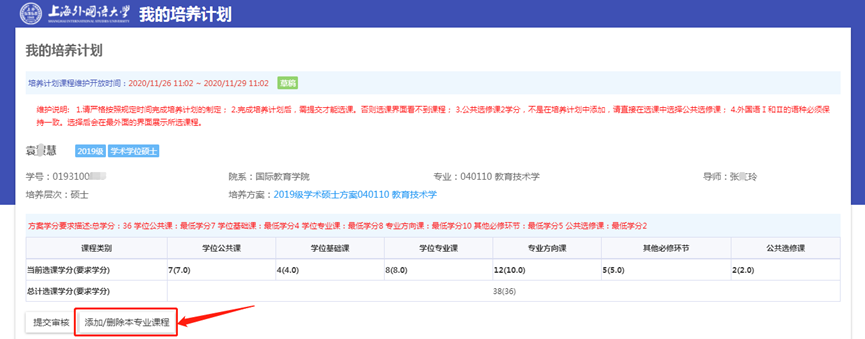 上海外国语大学 我的培养计划
SHANGHAI INTERNATIONAL STUDIES UNIVERSITY
我的培养计划
培养计划课程维护开放时间：2020/11/26 11:02 ~ 2020/11/29 11:02 草稿
维护说明： 1.请严格按照规定时间完成培养计划的制定； 2.完成培养计划后，需提交才能选课。否则选课界面看不到课程； 3.公共选修课2学分，不是在培养计划中添加，请直接在选课中选择公共选修课； 4.外国语Ⅰ和Ⅱ的语种必须保
持一致。选择后会在最外围的界面展示所选课程。
袁 慧 2019级 学术学位硕士
学号：0193100 院系：国际教育学院 专业：040110 教育技术学 导师：张 玲
培养层次：硕士 培养方案：2019级学术硕士方案040110 教育技术学
方案学分要求描述:总学分：36 学位公共课：最低学分7 学位基础课：最低学分4 学位专业课：最低学分8 专业方向课：最低学分10 其他必修环节：最低学分5 公共选修课：最低学分2
课程类别 学位公共课 学位基础课 学位专业课 专业方向课 其他必修环节 公共选修课
当前选课学分(要求学分) 7(7.0) 4(4.0) 8(8.0) 12(10.0) 5(5.0) 2(2.0)
总计选课学分(要求学分) 38(36)
提交审核 添加/删除本专业课程